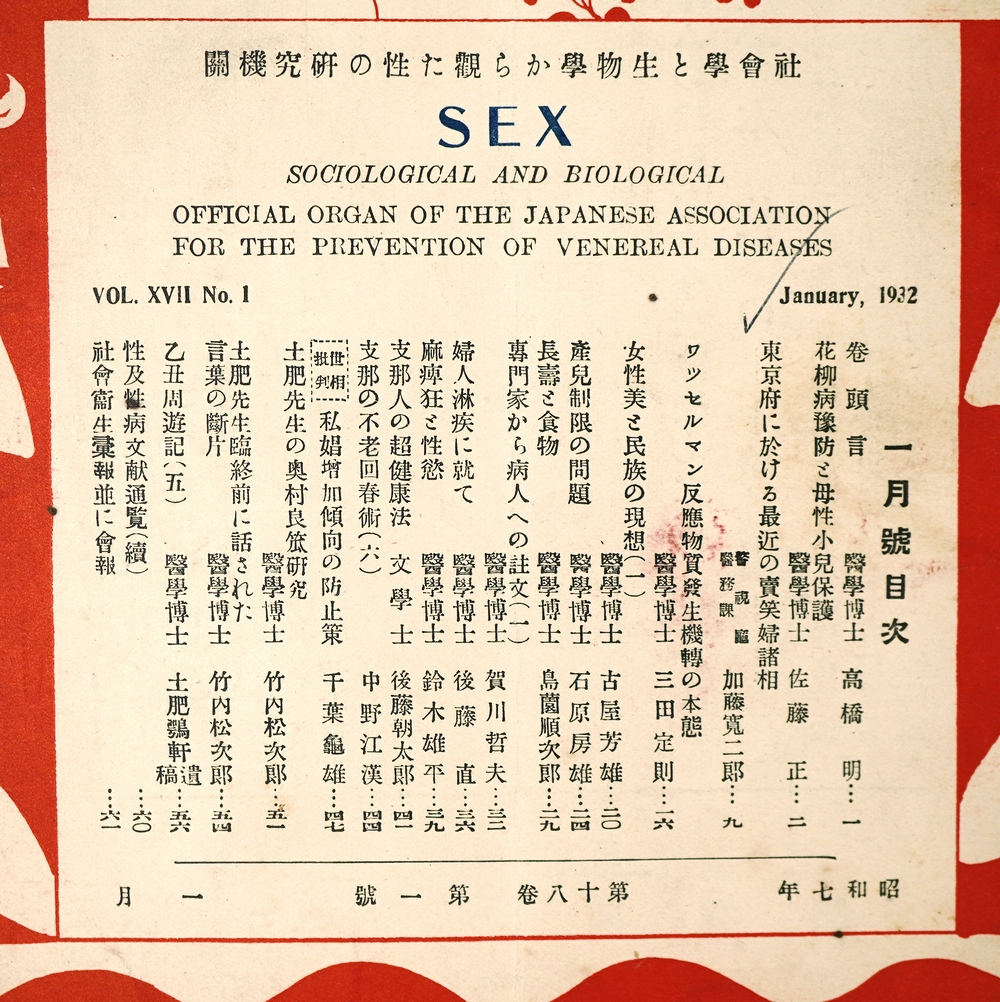 社會學と生物學から觀た性の研究機關
SEX
SOCIOLOGICAL AND BIOLOGICAL
OFFICIAL ORGAN OF THE JAPANESE ASSOCIATION
FOR THE PREVENTION OF VENEREAL DISEASES
VOL. XVII No. 1
January, 1932
一月號目次
卷頭言 醫學博士 高橋明…一
花柳病豫防と母性小兒保護
醫學博士 佐藤正…二
東京府に於ける最近の賣笑婦諸相
警視廳醫務課 加藤寬二郎…九
ワツセルマン反應物質發生機轉の本態
醫學博士 三田定則…一六
女性美と民族の現想(一)
醫學博士 古屋芳雄…二〇
產兒制限の問題 醫學博士 石原房雄…二四
長壽と食物 醫學博士 島薗順次郎…二九
專門家から病人への註文(一)
醫學博士 賀川哲夫…三三
婦人淋疾に就て 醫學博士 後藤直…三六
麻痺狂と性慾 醫學博士 鈴木雄平…三九
支那人の超健康法 文學士 後藤朝太郎…四一
支那の不老回春術(六) 中野江漢…四四
世相批判 私娼增加傾向の防止策 千葉龜雄…四七
土肥先生の奥村良筑研究
醫學博士 竹內松次郎…五一
土肥先生臨終前に話された
言葉の斷片 醫學博士 竹內松次郎…五四
乙丑周遊記(五) 土肥鶚軒遺稿…五六
性及性病文献通覽(續)…六〇
社會衞生彙報並に會報…六一
昭和七年 第十八卷 第一號 一月